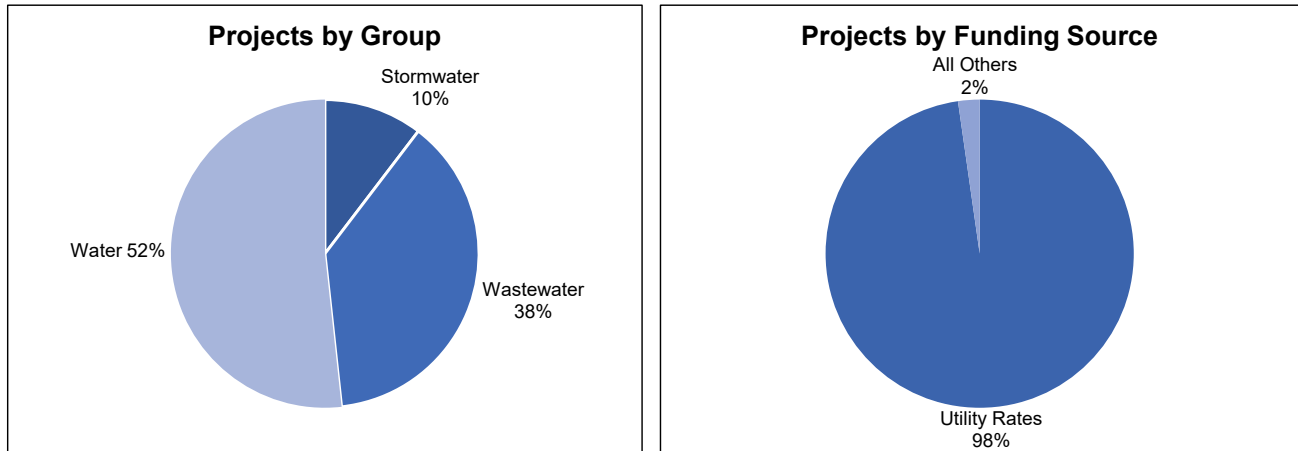 Projects by Group
Stormwater
10%
Water 52%
Wastewater
38%
Projects by Funding Source
All Others
2%
Utility Rates
98%